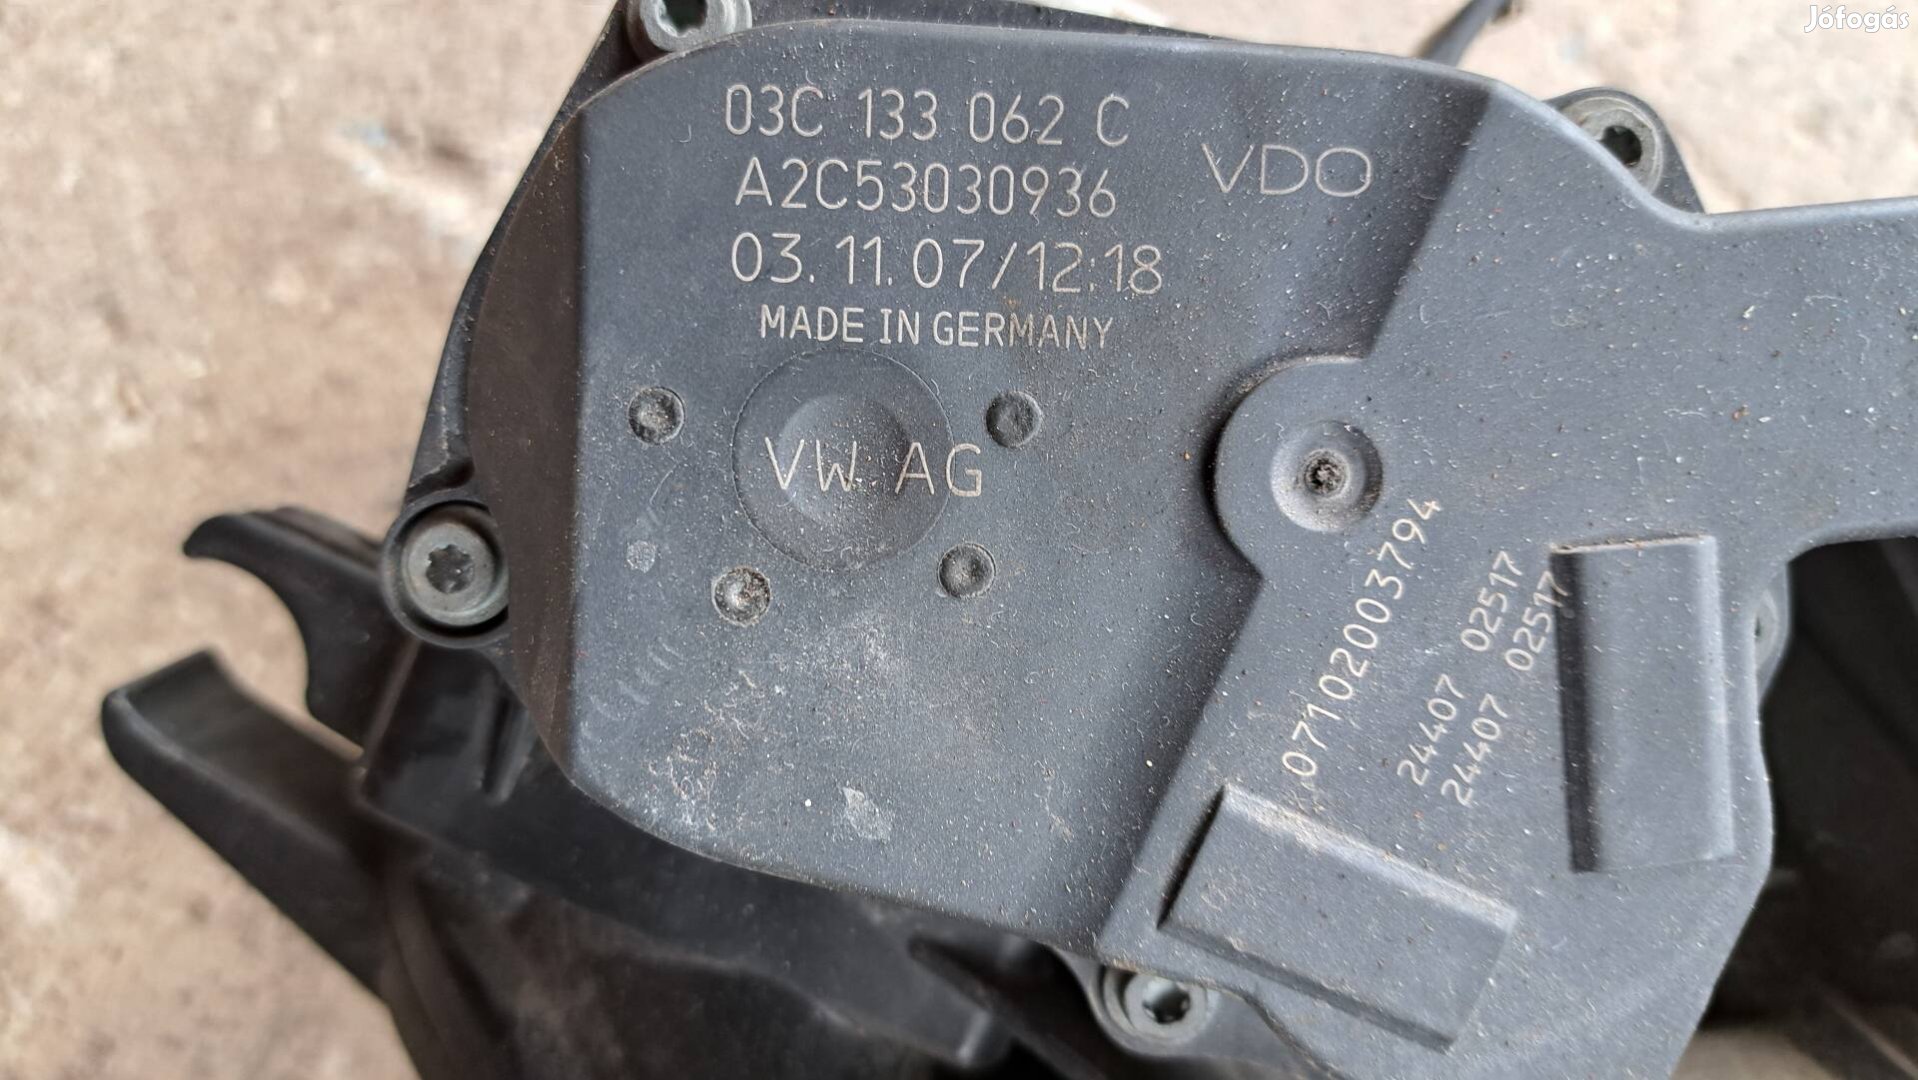 Jófogás
03C 133 062 C
A2C53030936
VDO
03.11.07/12:18
MADE IN GERMANY
VW AG
07102003794
24407 02517
24407 02517